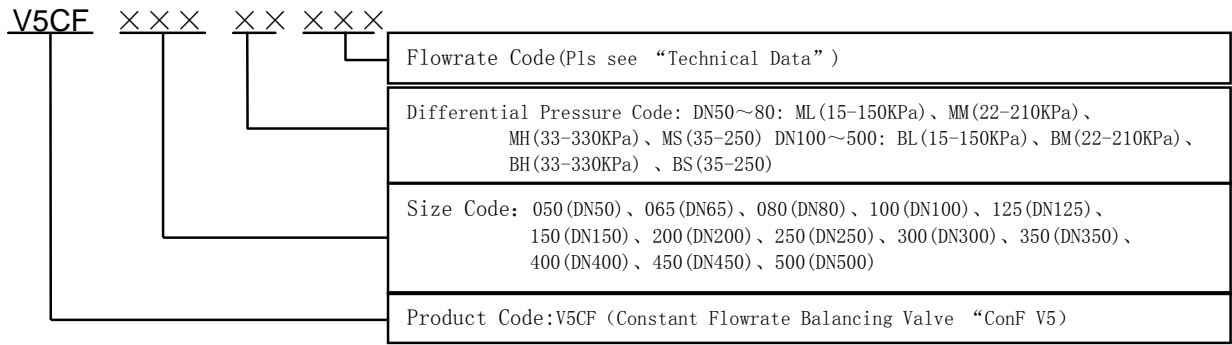 V5CF ××× ×× ×××
Flowrate Code(Pls see “Technical Data”)
Differential Pressure Code: DN50～80: ML(15-150KPa)、MM(22-210KPa)、
MH(33-330KPa)、MS(35-250) DN100～500: BL(15-150KPa)、BM(22-210KPa)、
BH(33-330KPa) 、BS(35-250)
Size Code: 050(DN50)、065(DN65)、080(DN80)、100(DN100)、125(DN125)、
150(DN150)、200(DN200)、250(DN250)、300(DN300)、350(DN350)、
400(DN400)、450(DN450)、500(DN500)
Product Code:V5CF（Constant Flowrate Balancing Valve “ConF V5）